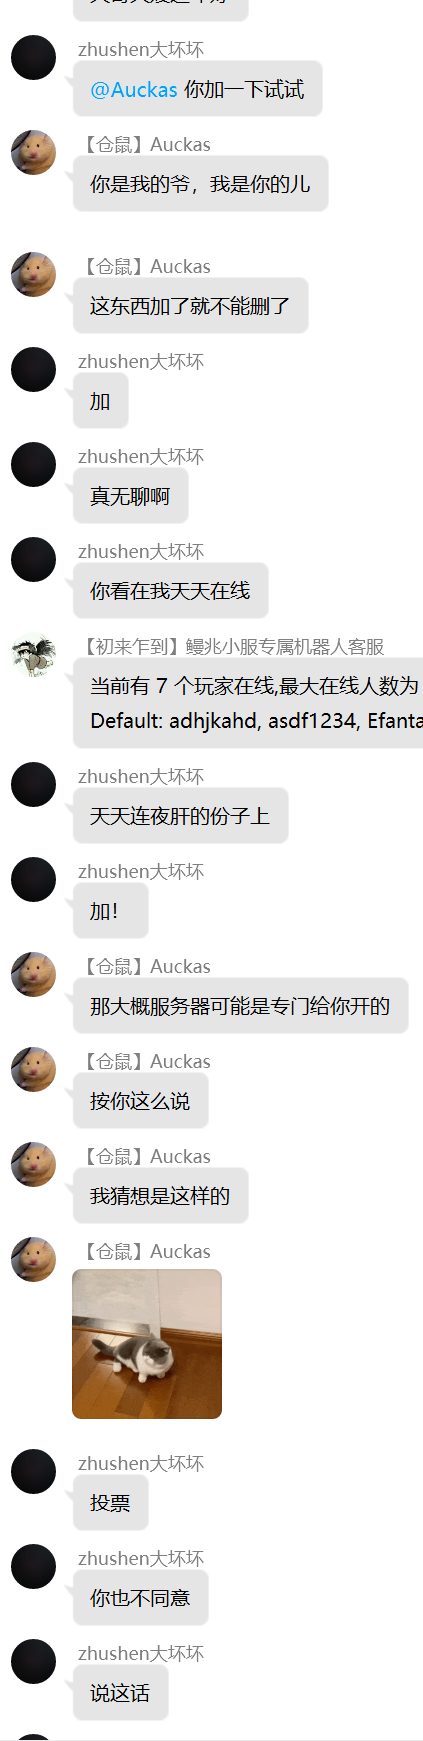 zhushen大坏坏
@Auckas 你加一下试试
【仓鼠】Auckas
你是我的爷，我是你的儿
【仓鼠】Auckas
这东西加了就不能删了
zhushen大坏坏
加
zhushen大坏坏
真无聊啊
zhushen大坏坏
你看在我天天在线
【初来乍到】鳗兆小服专属机器人客服
当前有 7 个玩家在线,最大在线人数为
Default: adhjkahd, asdf1234, Efanta
zhushen大坏坏
天天连夜肝的份子上
zhushen大坏坏
加！
【仓鼠】Auckas
那大概服务器可能是专门给你开的
【仓鼠】Auckas
按你这么说
【仓鼠】Auckas
我猜想是这样的
【仓鼠】Auckas
zhushen大坏坏
投票
zhushen大坏坏
你也不同意
zhushen大坏坏
说这话